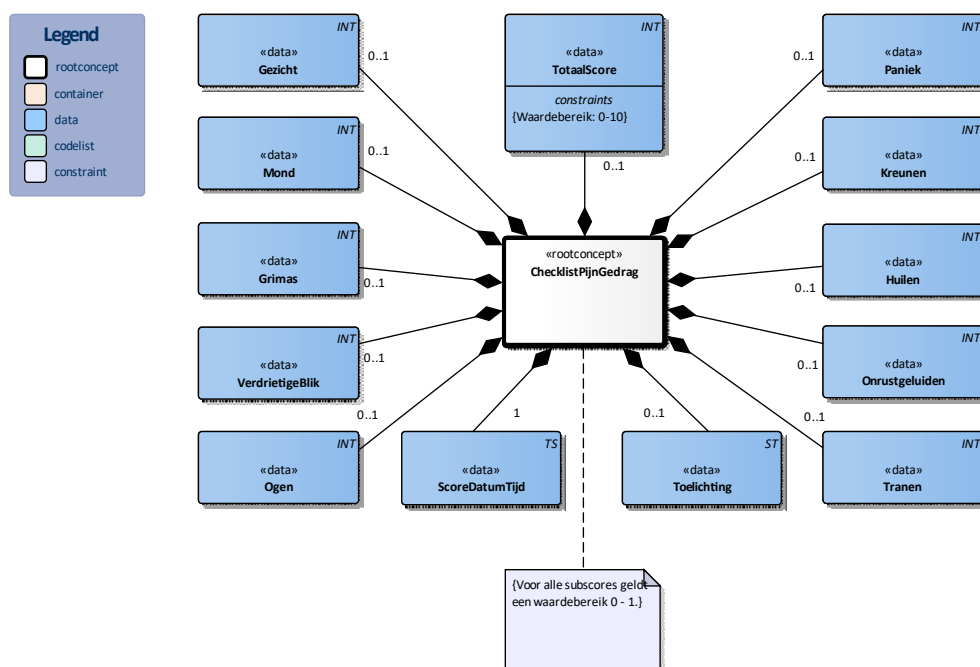 Legend
rootconcept
container
data
codelist
constraint
INT
«data»
Gezicht
0..1
INT
«data»
TotaalScore
constraints
{Waardebereik: 0-10}
0..1
INT
«data»
Paniek
0..1
INT
«data»
Mond
0..1
INT
«data»
Kreunen
0..1
INT
«data»
Grimas
0..1
«rootconcept»
ChecklistPijnGedrag
INT
«data»
Huilen
0..1
INT
«data»
VerdrietigeBlik
0..1
INT
«data»
Onrustgeluiden
0..1
INT
«data»
Ogen
0..1
TS
«data»
ScoreDatumTijd
1
ST
«data»
Toelichting
0..1
INT
«data»
Tranen
0..1
{Voor alle subscores geldt
een waardebereik 0 - 1.}